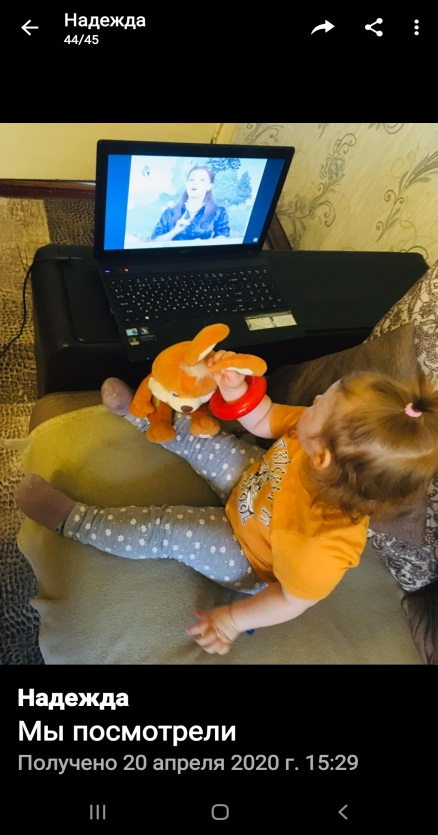 Надежда
44/45
Надежда
Мы посмотрели
Получено 20 апреля 2020 г. 15:29